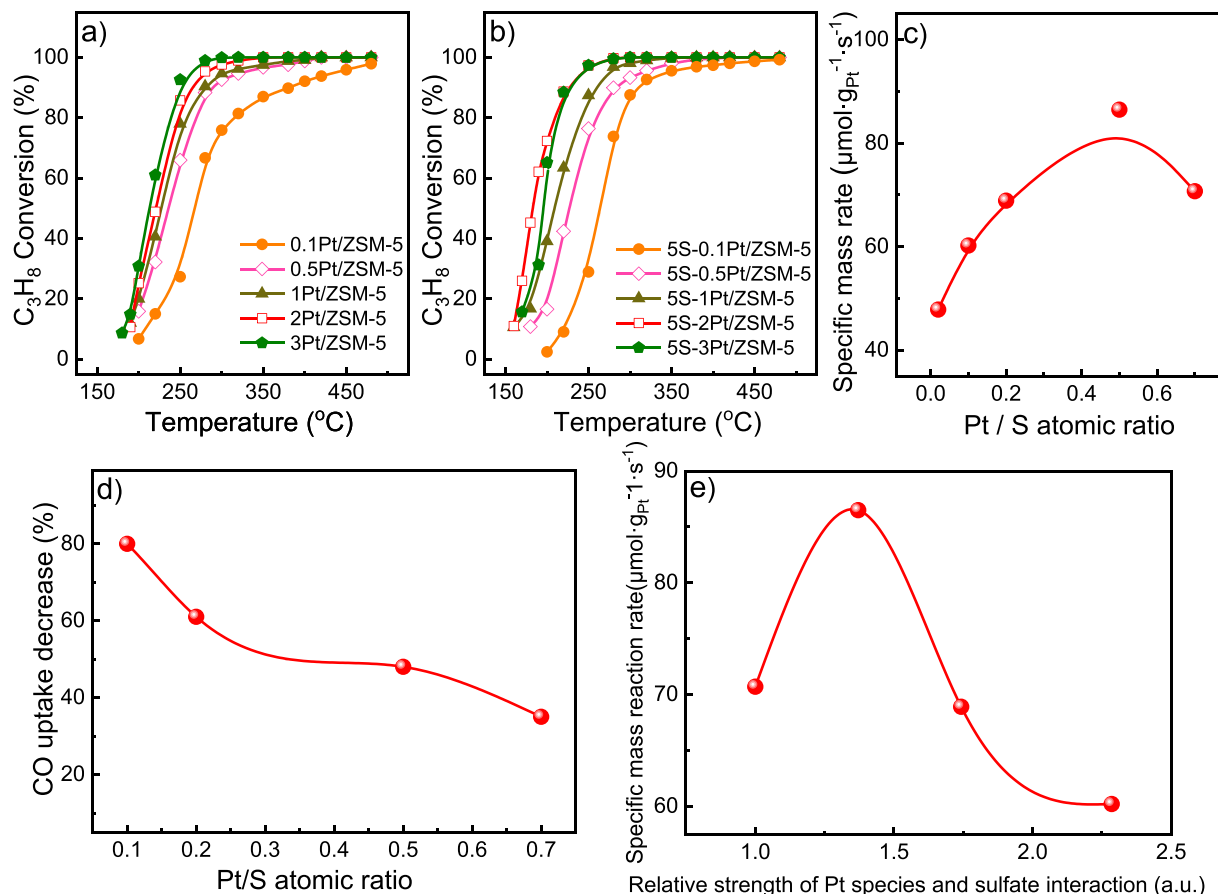 a)
C₃H₈ Conversion (%)
100
80
60
40
20
0
0.1Pt/ZSM-5
0.5Pt/ZSM-5
1Pt/ZSM-5
2Pt/ZSM-5
3Pt/ZSM-5
150 250 350 450
Temperature (°C)
b)
C₃H₈ Conversion (%)
100
80
60
40
20
0
5S-0.1Pt/ZSM-5
5S-0.5Pt/ZSM-5
5S-1Pt/ZSM-5
5S-2Pt/ZSM-5
5S-3Pt/ZSM-5
150 250 350 450
Temperature (°C)
c)
Specific mass rate (μmol·gPt⁻¹·s⁻¹)
100
80
60
40
0.0 0.2 0.4 0.6
Pt / S atomic ratio
d)
CO uptake decrease (%)
80
60
40
20
0.1 0.2 0.3 0.4 0.5 0.6 0.7
Pt/S atomic ratio
e)
Specific mass reaction rate(μmol·gPt⁻1·s⁻¹)
90
80
70
60
1.0 1.5 2.0 2.5
Relative strength of Pt species and sulfate interaction (a.u.)